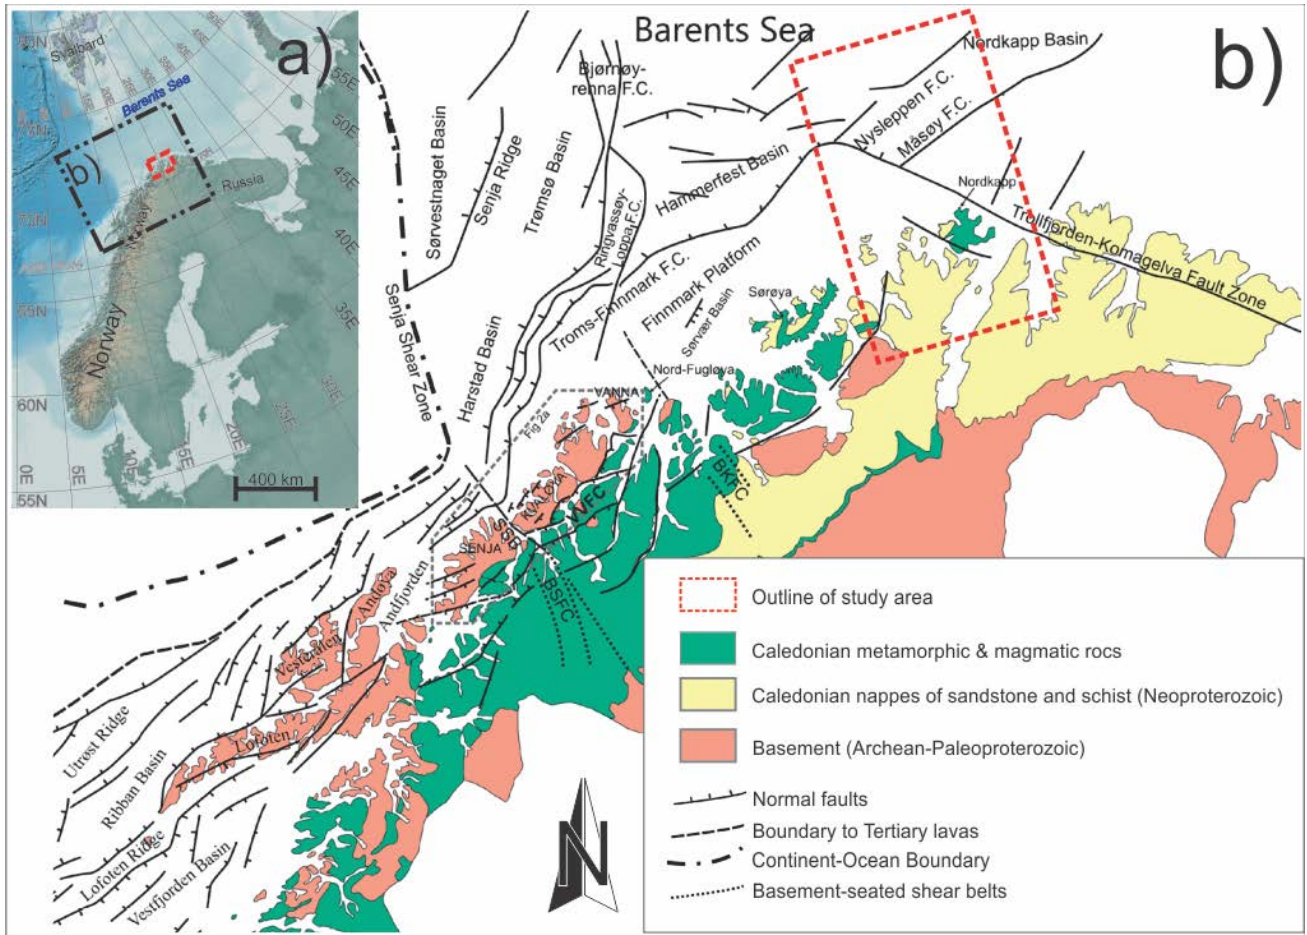 a)
Svalbard
Barents Sea
b)
Russia
Norway
Norway
55E
50E
45E
40E
35E
30E
25E
20E
15E
10E
5E
0E
75N
70N
65N
60N
55N
400 km
b)
Barents Sea
Nordkapp Basin
Bjørnøy-
renna F.C.
Nysleppen F.C.
Måsøy F.C.
Sørvestnaget Basin
Senja Ridge
Tromsø Basin
Ringvassøy-
Loppa F.C.
Hammerfest Basin
Nordkapp
Trollfjorden-Komagelva Fault Zone
Troms-Finnmark F.C.
Finnmark Platform
Sørvær Basin
Sørøya
Senja Shear Zone
Harstad Basin
Nord-Fugløya
VANNA
Fig 2a
KVALØYA
VVFC
BKFC
SSB
SENJA
BSFC
Andfjorden
Andøya
Vesterålen
Lofoten
Utrøst Ridge
Ribban Basin
Lofoten Ridge
Vestfjorden Basin
N
Outline of study area
Caledonian metamorphic & magmatic rocs
Caledonian nappes of sandstone and schist (Neoproterozoic)
Basement (Archean-Paleoproterozoic)
Normal faults
Boundary to Tertiary lavas
Continent-Ocean Boundary
Basement-seated shear belts